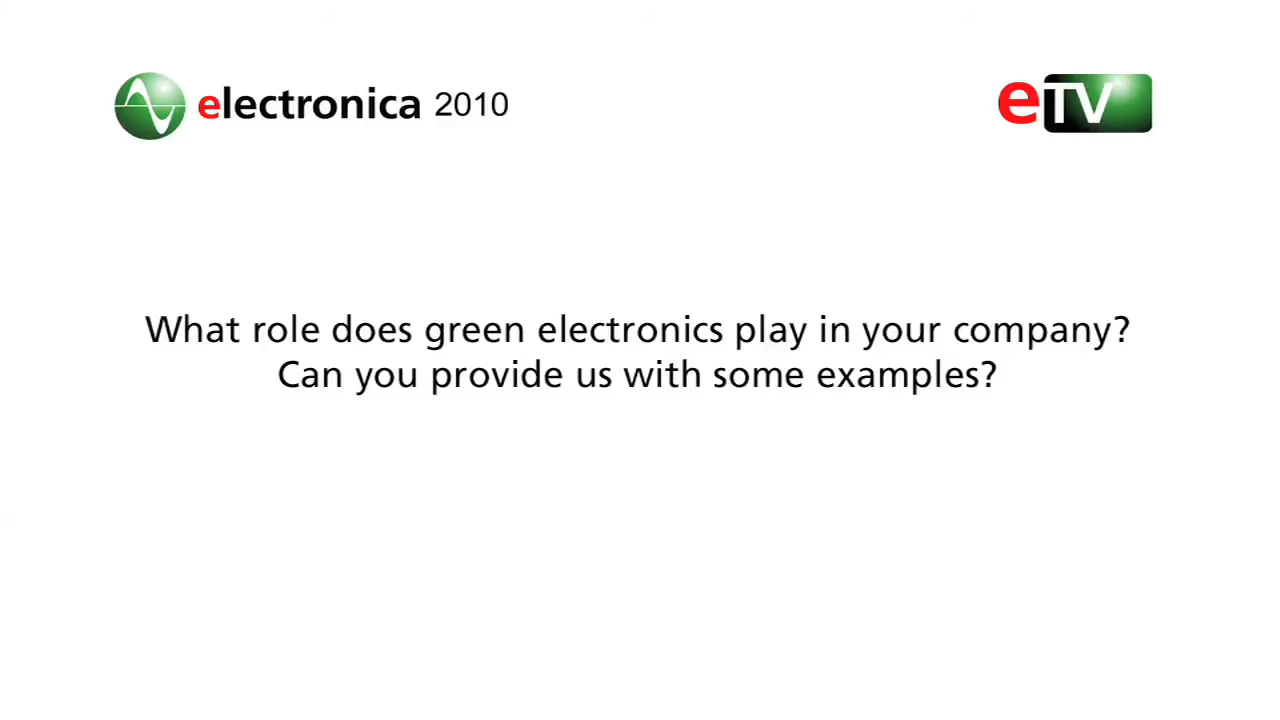 electronica 2010
eTV
What role does green electronics play in your company?
Can you provide us with some examples?